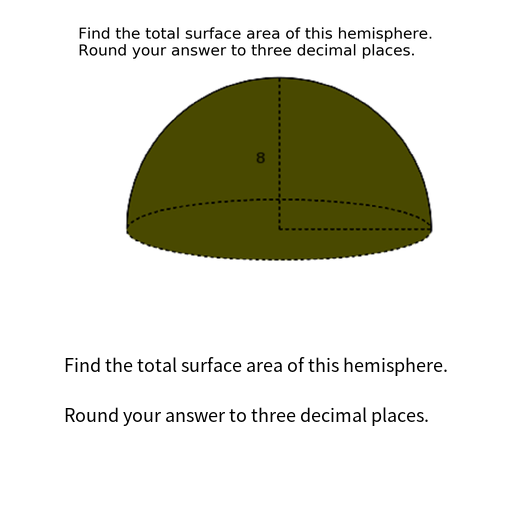 Find the total surface area of this hemisphere.
Round your answer to three decimal places.
8
Find the total surface area of this hemisphere.
Round your answer to three decimal places.